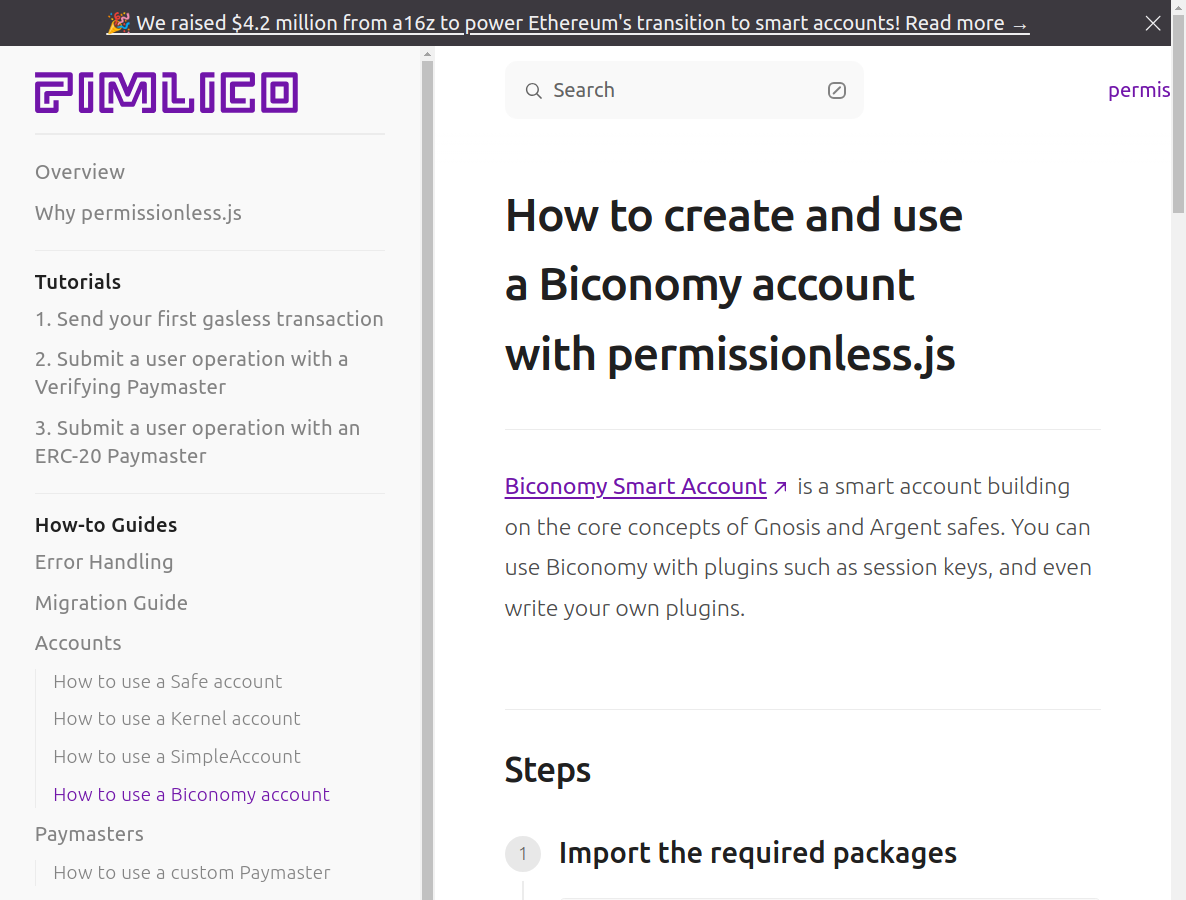 🎉 We raised $4.2 million from a16z to power Ethereum's transition to smart accounts! Read more →
PIMLICO
Overview
Why permissionless.js
Tutorials
1. Send your first gasless transaction
2. Submit a user operation with a
Verifying Paymaster
3. Submit a user operation with an
ERC-20 Paymaster
How-to Guides
Error Handling
Migration Guide
Accounts
How to use a Safe account
How to use a Kernel account
How to use a SimpleAccount
How to use a Biconomy account
Paymasters
How to use a custom Paymaster
Search
permis
How to create and use
a Biconomy account
with permissionless.js
Biconomy Smart Account ↗ is a smart account building
on the core concepts of Gnosis and Argent safes. You can
use Biconomy with plugins such as session keys, and even
write your own plugins.
Steps
1 Import the required packages